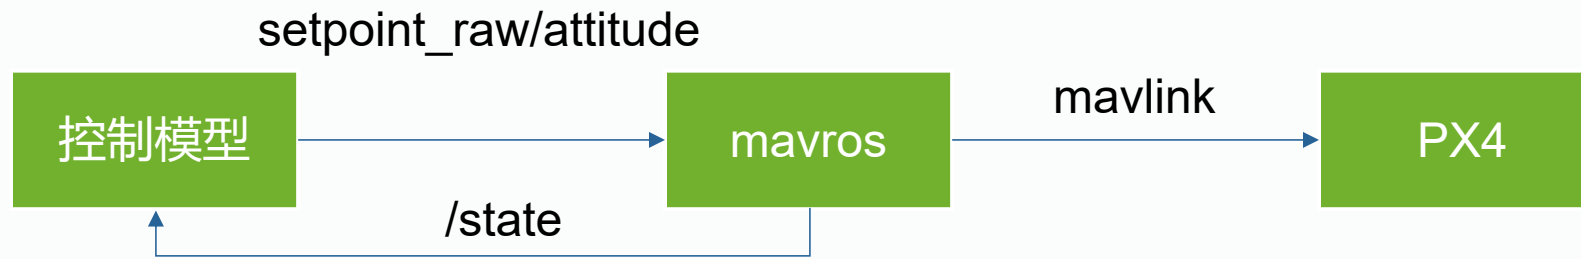 setpoint_raw/attitude
控制模型
mavros
mavlink
PX4
/state